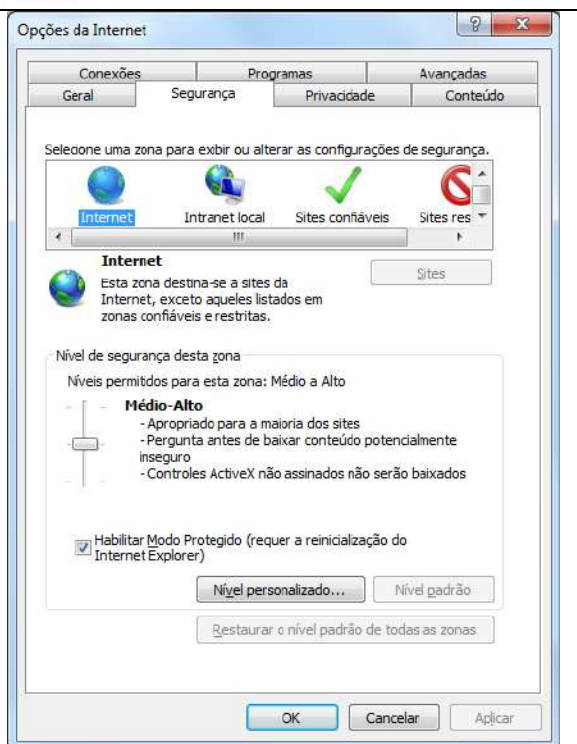 Opções da Internet
Conexões Programas Avançadas
Geral Segurança Privacidade Conteúdo
Selecione uma zona para exibir ou alterar as configurações de segurança.
Internet Intranet local Sites confiáveis Sites res
Internet
Sites
Esta zona destina-se a sites da
Internet, exceto aqueles listados em
zonas confiáveis e restritas.
Nível de segurança desta zona
Níveis permitidos para esta zona: Médio a Alto
Médio-Alto
- Apropriado para a maioria dos sites
- Pergunta antes de baixar conteúdo potencialmente
inseguro
- Controles ActiveX não assinados não serão baixados
Habilitar Modo Protegido (requer a reinicialização do
Internet Explorer)
Nível personalizado... Nível padrão
Restaurar o nível padrão de todas as zonas
OK Cancelar Aplicar